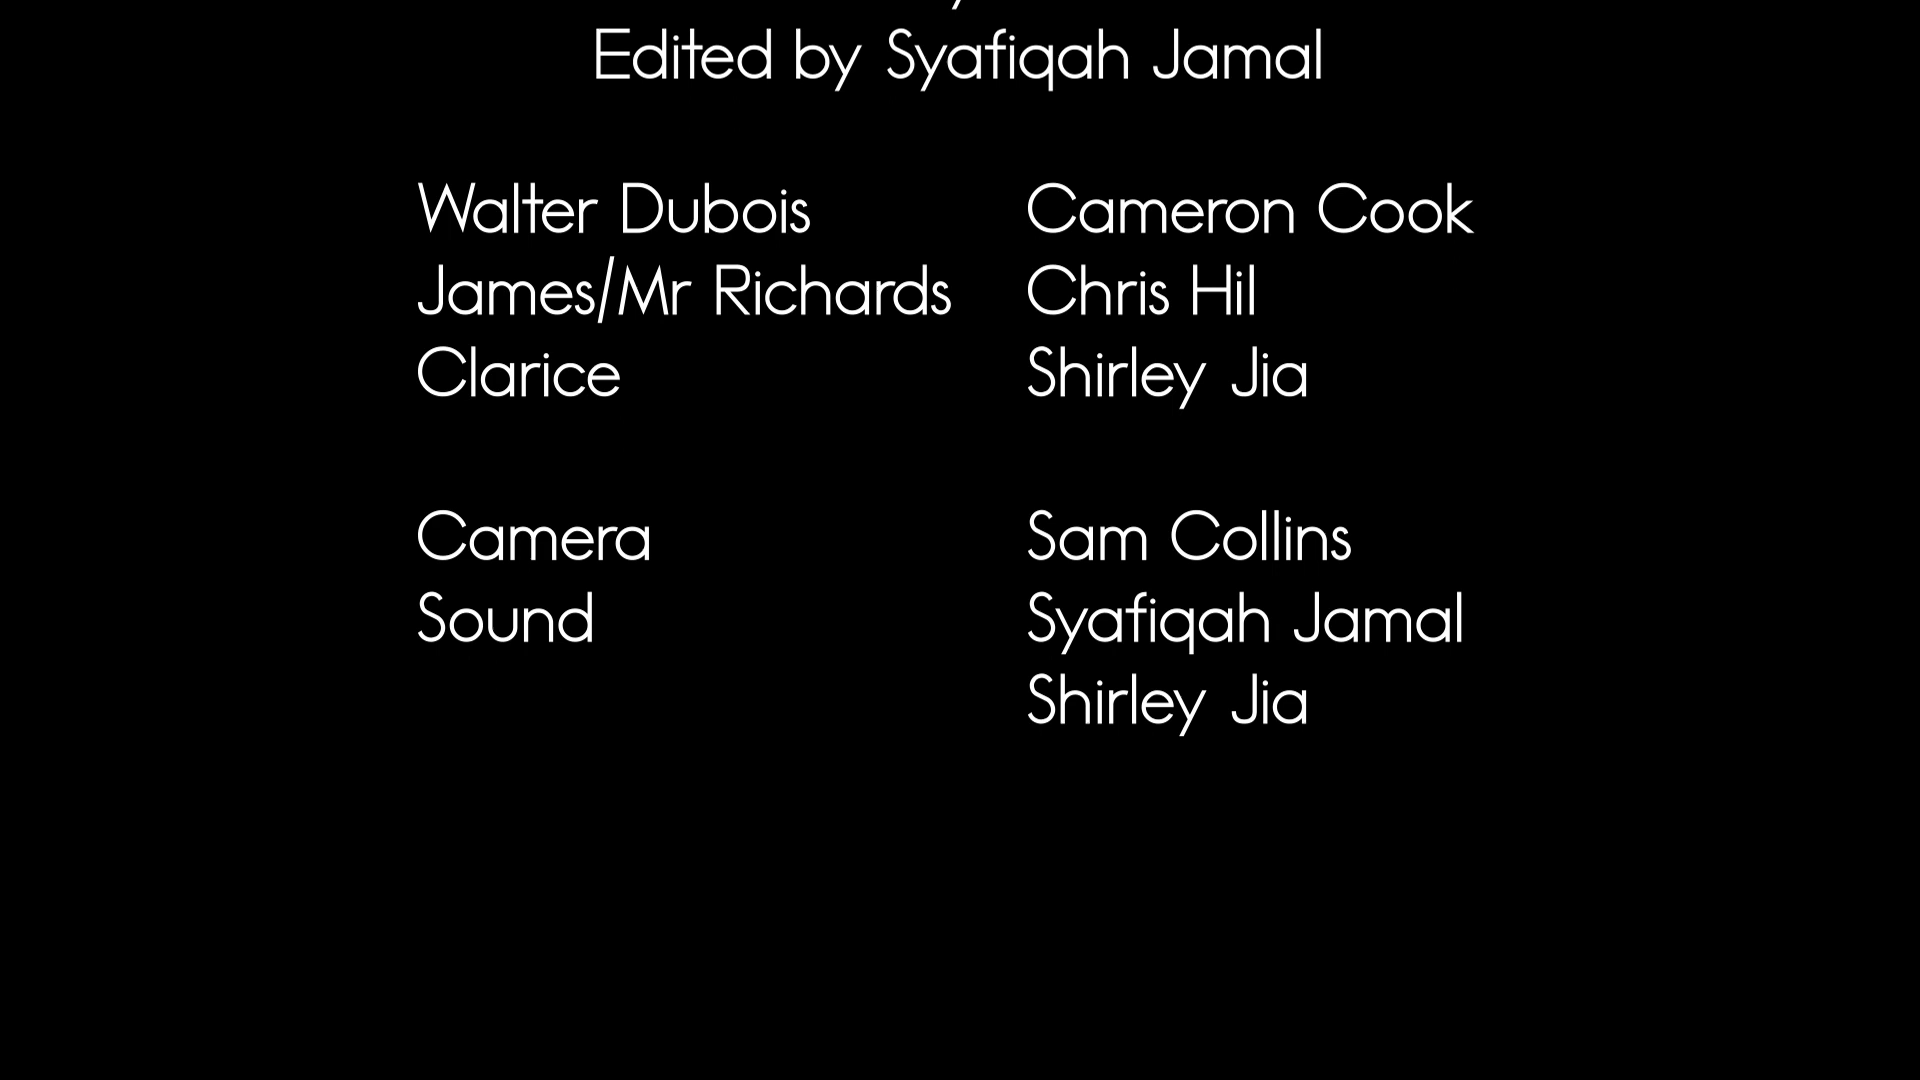 Edited by Syafiqah Jamal
Walter Dubois Cameron Cook
James/Mr Richards Chris Hil
Clarice Shirley Jia
Camera Sam Collins
Sound Syafiqah Jamal
Shirley Jia